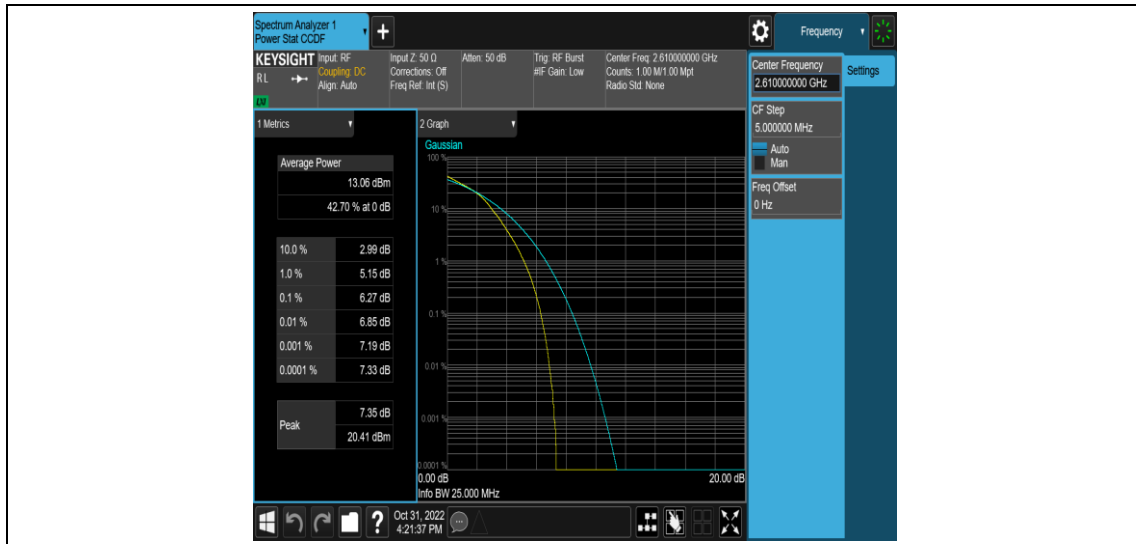 Spectrum Analyzer 1
Power Stat CCDF
Frequency
KEYSIGHT
RL
LXI
Input: RF
Coupling: DC
Align: Auto
Input Z: 50 Ω
Corrections: Off
Freq Ref: Int (S)
Atten: 50 dB
Trig: RF Burst
#IF Gain: Low
Center Freq: 2.610000000 GHz
Counts: 1.00 M/1.00 Mpt
Radio Std: None
Center Frequency
2.610000000 GHz
Settings
CF Step
5.000000 MHz
Auto
Man
Freq Offset
0 Hz
1 Metrics
Average Power
13.06 dBm
42.70 % at 0 dB
10.0 % 2.99 dB
1.0 % 5.15 dB
0.1 % 6.27 dB
0.01 % 6.85 dB
0.001 % 7.19 dB
0.0001 % 7.33 dB
Peak
7.35 dB
20.41 dBm
2 Graph
Gaussian
100 %
10 %
1 %
0.1 %
0.01 %
0.001 %
0.0001 %
0.00 dB 20.00 dB
Info BW 25.000 MHz
Oct 31, 2022
4:21:37 PM